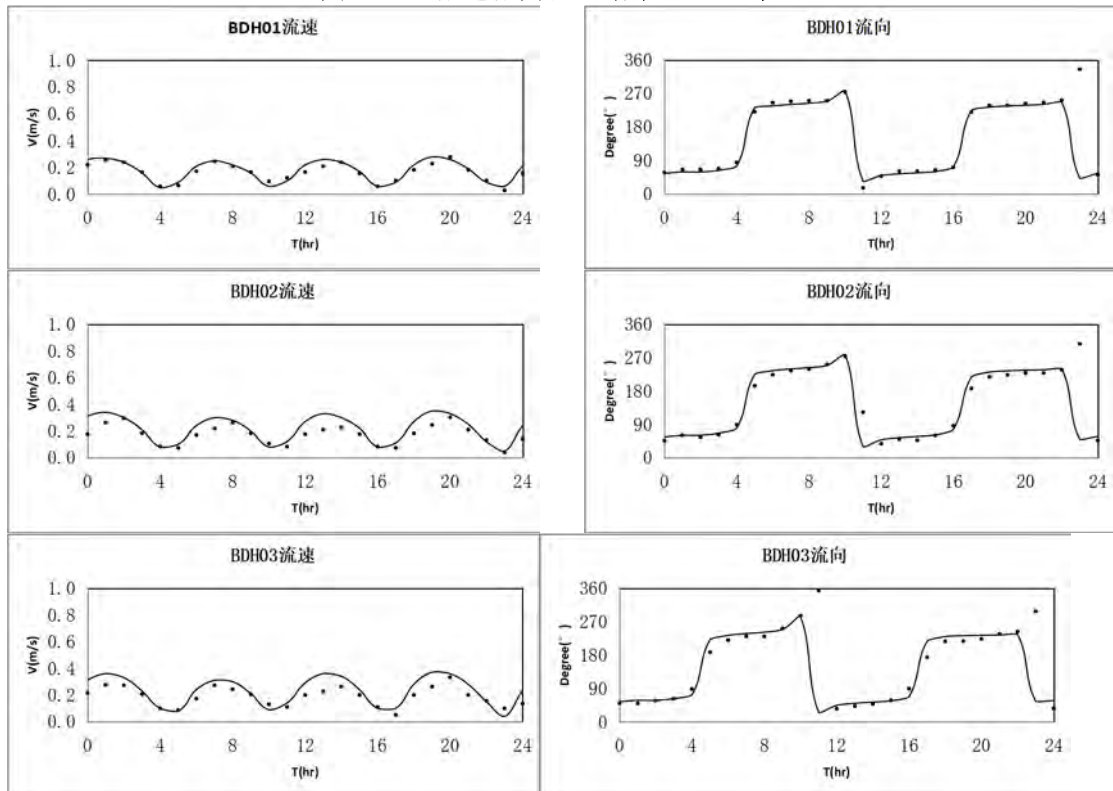 BDH01流速
V(m/s)
1.0
0.8
0.6
0.4
0.2
0.0
0 4 8 12 16 20 24
T(hr)
BDH01流向
Degree(°)
360
270
180
90
0
0 4 8 12 16 20 24
T(hr)
BDH02流速
V(m/s)
1.0
0.8
0.6
0.4
0.2
0.0
0 4 8 12 16 20 24
T(hr)
BDH02流向
Degree(°)
360
270
180
90
0
0 4 8 12 16 20 24
T(hr)
BDH03流速
V(m/s)
1.0
0.8
0.6
0.4
0.2
0.0
0 4 8 12 16 20 24
T(hr)
BDH03流向
Degree(°)
360
270
180
90
0
0 4 8 12 16 20 24
T(hr)